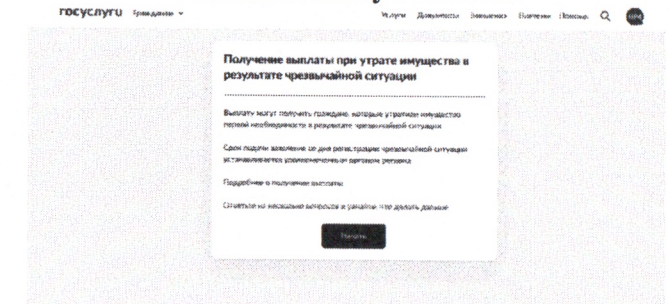 госуслуги Гражданам Услуги Документы Заявления Платежи Помощь
Получение выплаты при утрате имущества в
результате чрезвычайной ситуации
Выплату могут получить граждане, которые утратили имущество
первой необходимости в результате чрезвычайной ситуации
Срок подачи заявления со дня регистрации чрезвычайной ситуации
устанавливается уполномоченным органом региона
Подробнее о получении выплаты
Ответьте на несколько вопросов и узнайте, что делать дальше
Начать